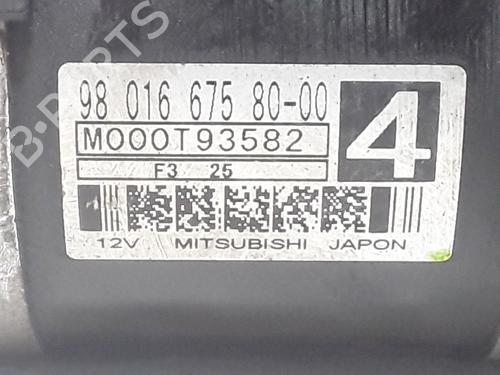 B-PARTS
98 016 675 80-00
4
M000T93582
F3 25
12V MITSUBISHI JAPON